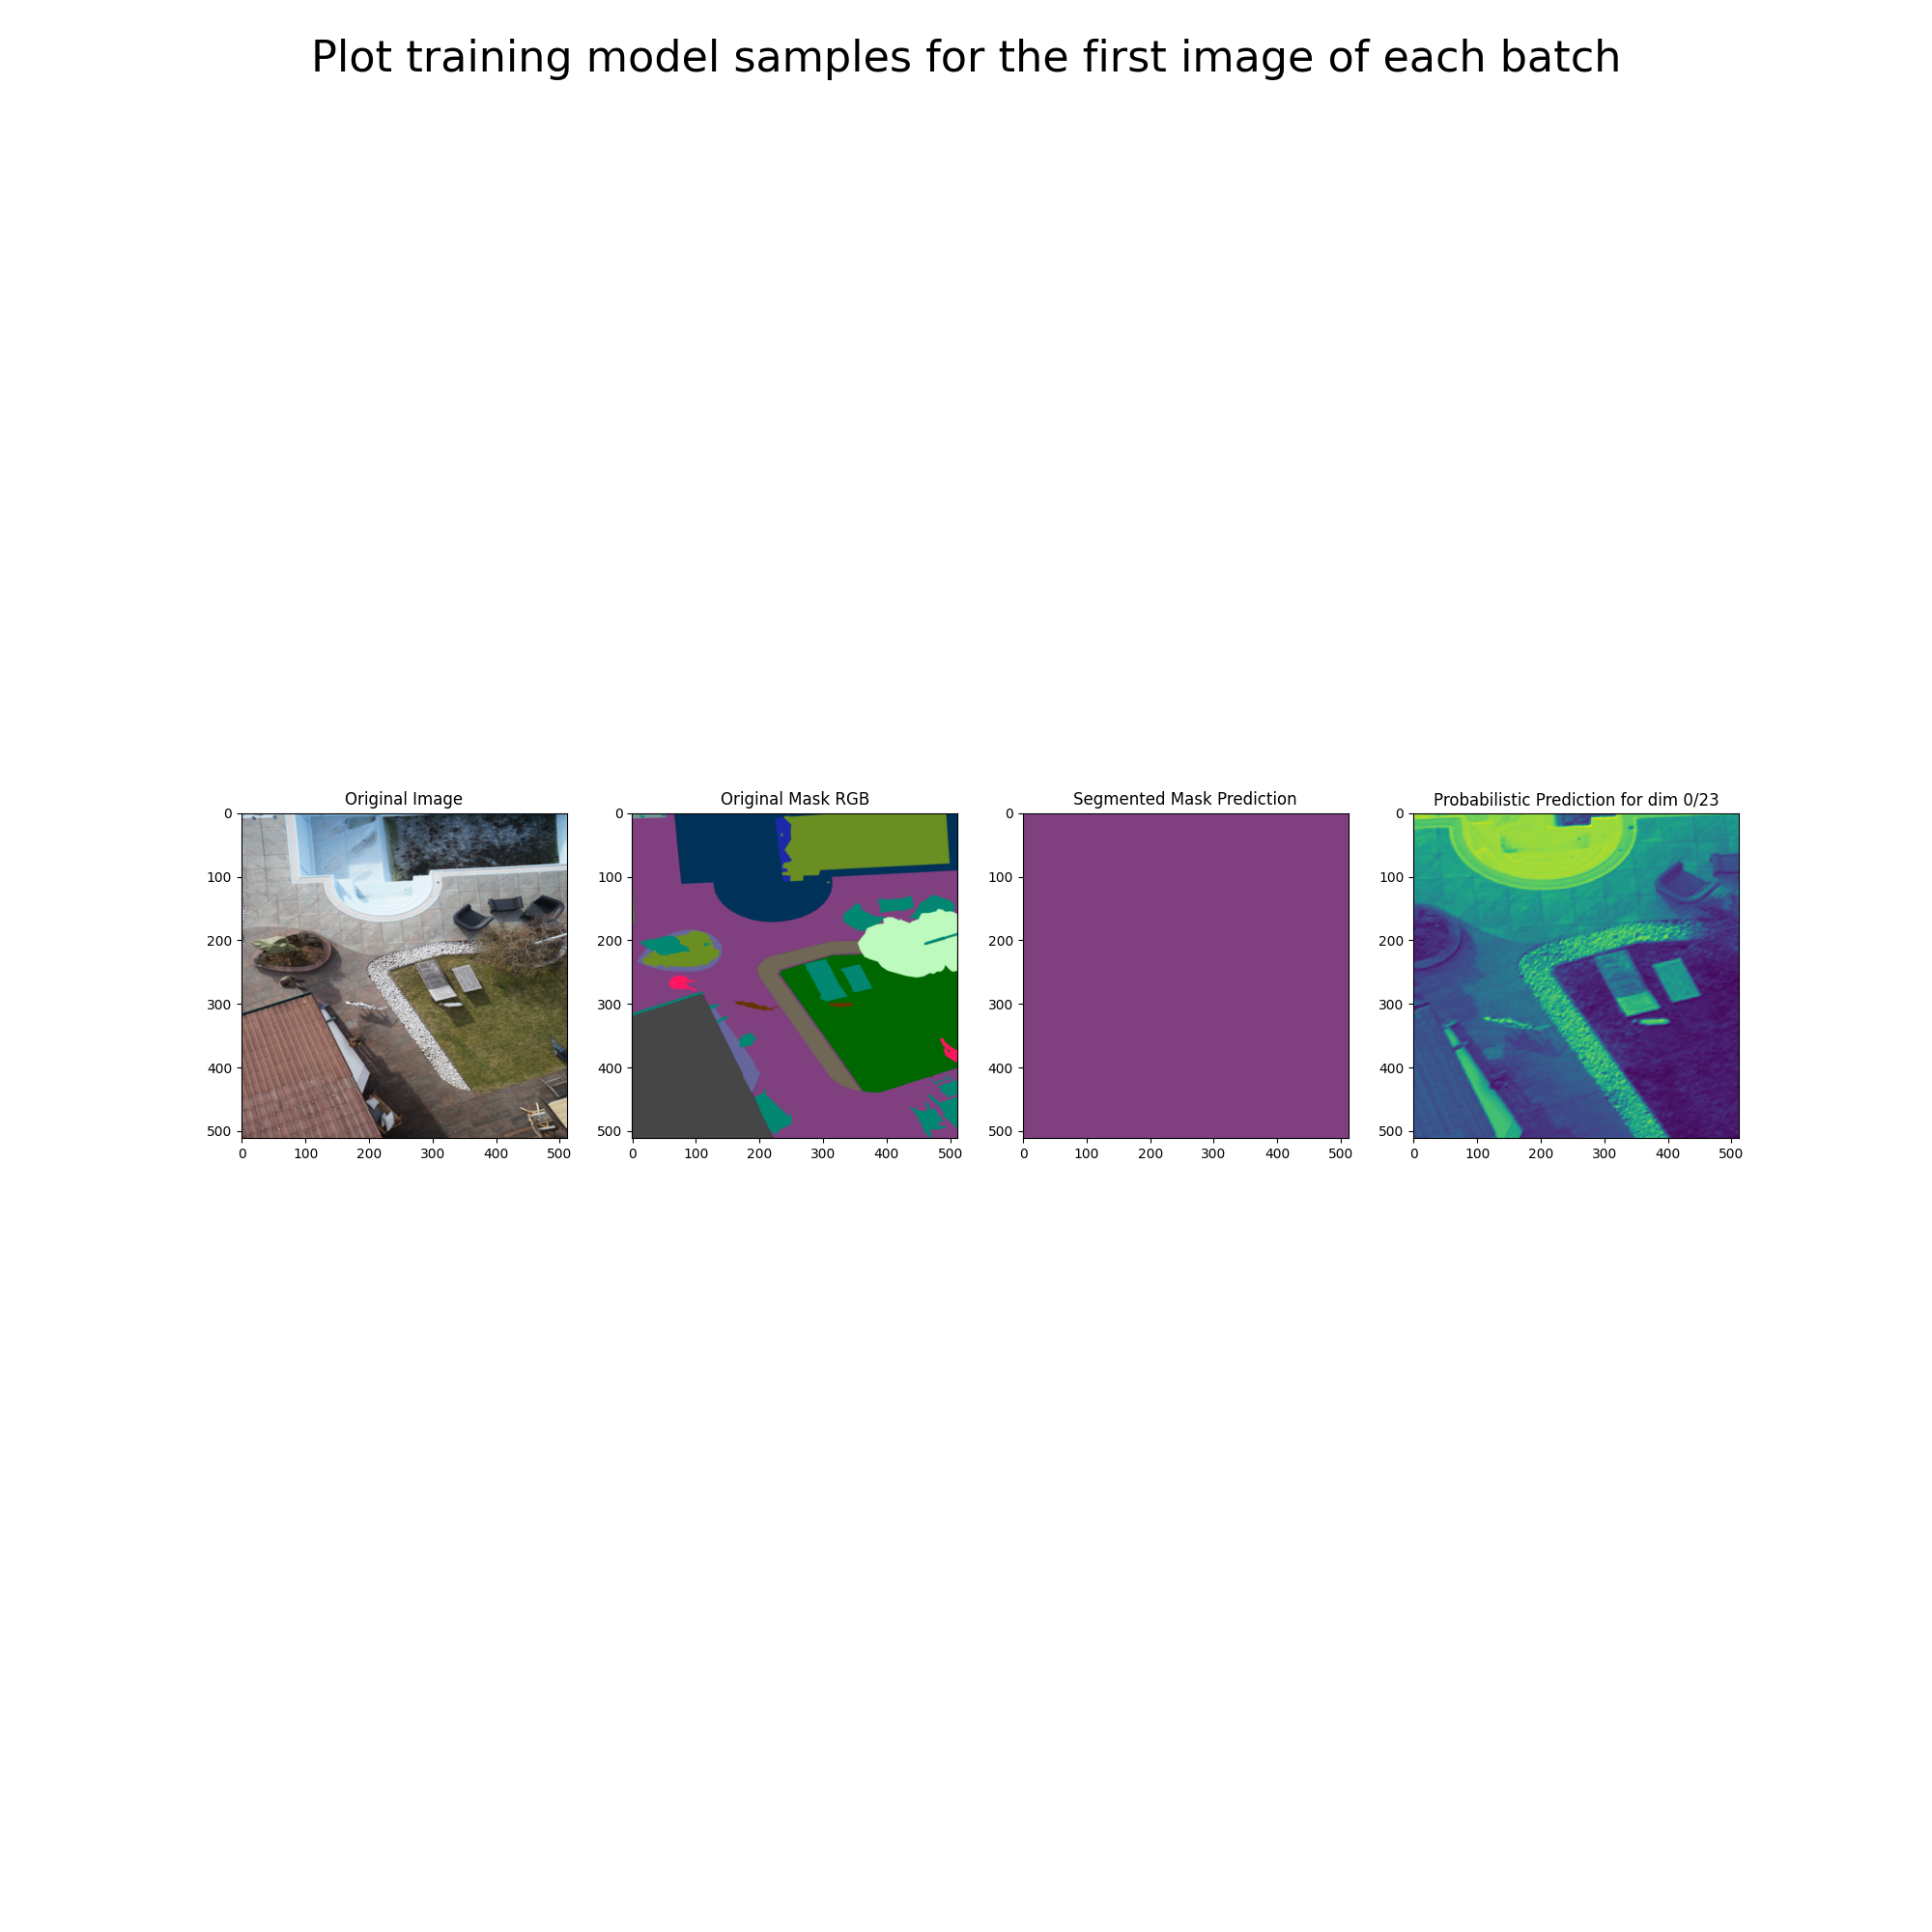 Plot training model samples for the first image of each batch
Original Image
Original Mask RGB
Segmented Mask Prediction
Probabilistic Prediction for dim 0/23
0
100
200
300
400
500
0 100 200 300 400 500
0
100
200
300
400
500
0 100 200 300 400 500
0
100
200
300
400
500
0 100 200 300 400 500
0
100
200
300
400
500
0 100 200 300 400 500